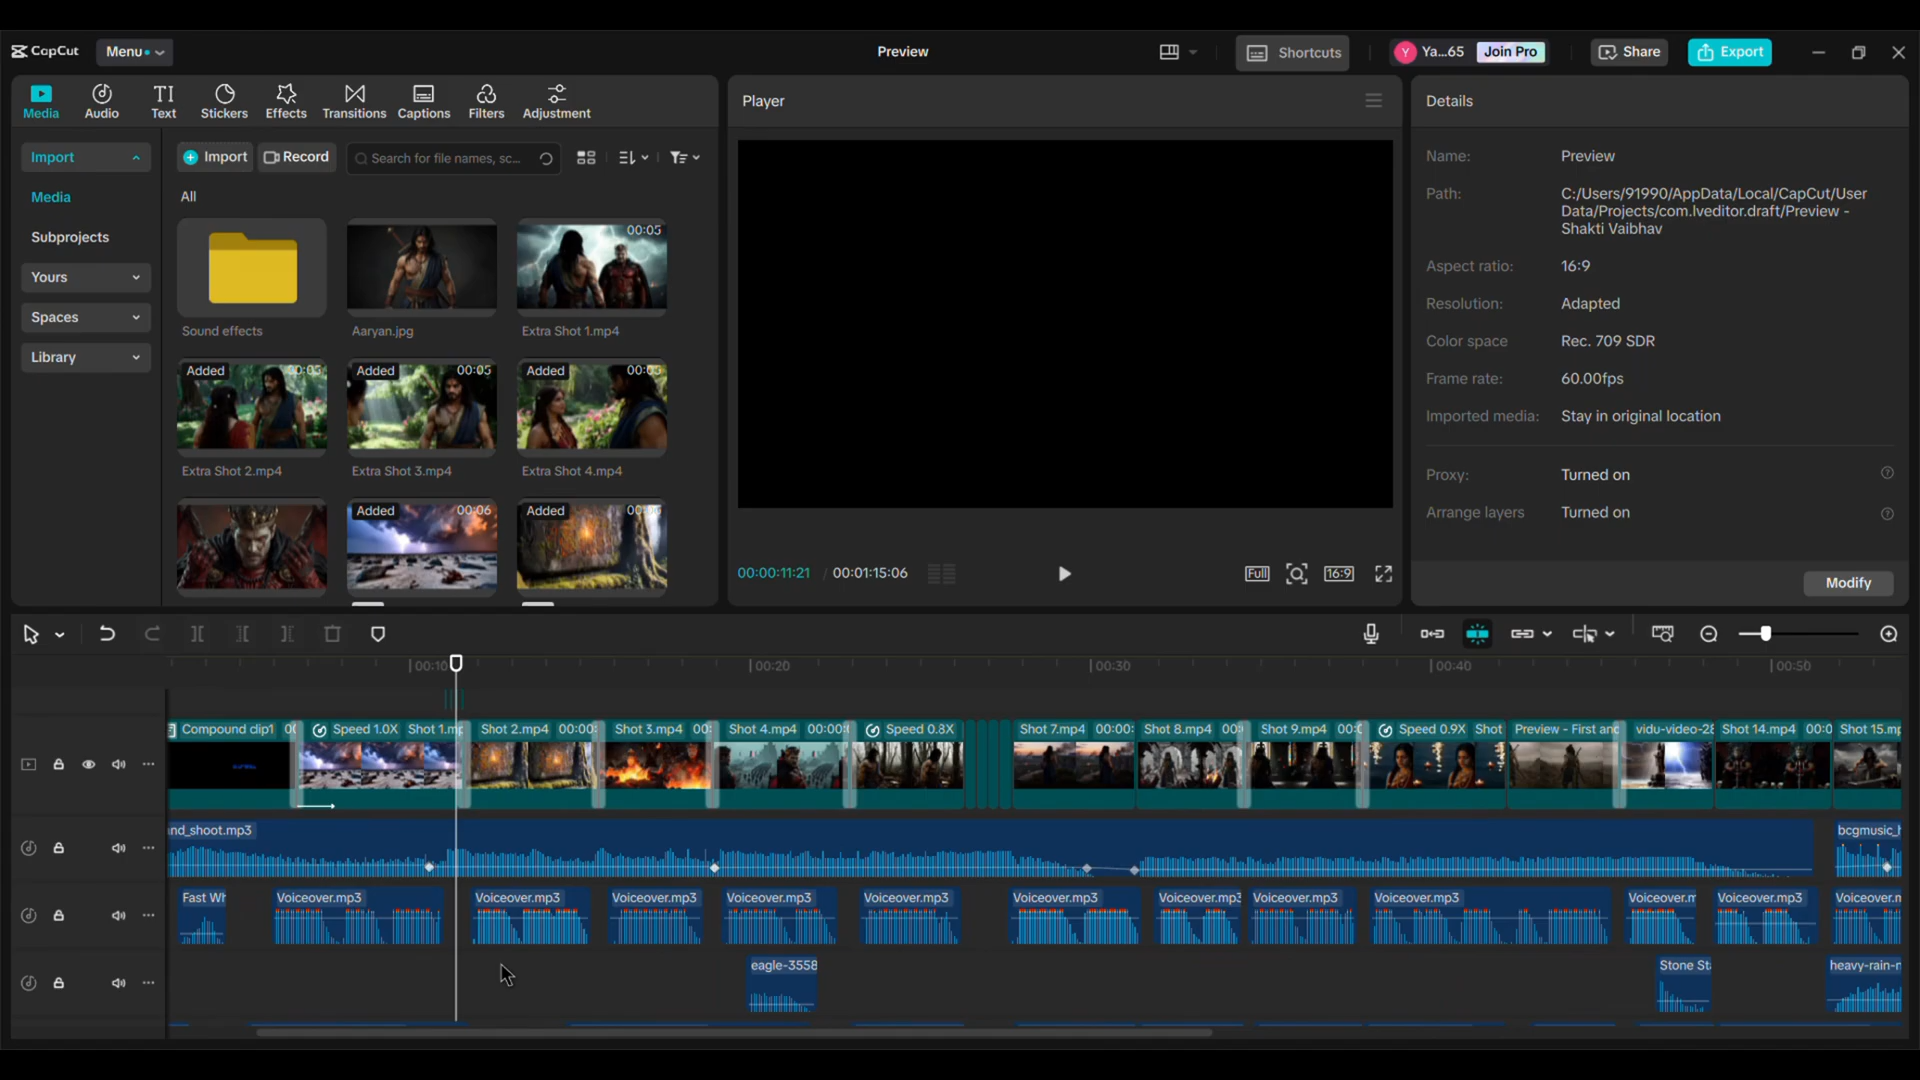 CapCut
Menu
Preview
Shortcuts
Y
Ya...65
Join Pro
Share
Export
Media
Audio
Text
Stickers
Effects
Transitions
Captions
Filters
Adjustment
Import
Media
Subprojects
Yours
Spaces
Library
Import
Record
Search for file names, sc...
All
Sound effects
Aaryan.jpg
00:05
Extra Shot 1.mp4
Added 00:05
Extra Shot 2.mp4
Added 00:05
Extra Shot 3.mp4
Added 00:05
Extra Shot 4.mp4
Added 00:06
Added
Player
00:00:11:21 / 00:01:15:06
Full
16:9
Details
Name: Preview
Path: C:/Users/91990/AppData/Local/CapCut/User
Data/Projects/com.lveditor.draft/Preview -
Shakti Vaibhav
Aspect ratio: 16:9
Resolution: Adapted
Color space Rec. 709 SDR
Frame rate: 60.00fps
Imported media: Stay in original location
Proxy: Turned on
Arrange layers Turned on
Modify
00:10 00:20 00:30 00:40 00:50
Compound clip1 Speed 1.0X Shot 1.m Shot 2.mp4 00:00: Shot 3.mp4 00: Shot 4.mp4 00:00: Speed 0.8X Shot 7.mp4 00:00: Shot 8.mp4 00: Shot 9.mp4 00:0 Speed 0.9X Shot Preview - First and vidu-video-28 Shot 14.mp4 00:0 Shot 15.mp
nd_shoot.mp3 bcgmusic_h
Fast Wh Voiceover.mp3 Voiceover.mp3 Voiceover.mp3 Voiceover.mp3 Voiceover.mp3 Voiceover.mp3 Voiceover.mp3 Voiceover.mp3 Voiceover.mp3 Voiceover.m Voiceover.mp3 Voiceover.m
eagle-3558 Stone Sta heavy-rain-n